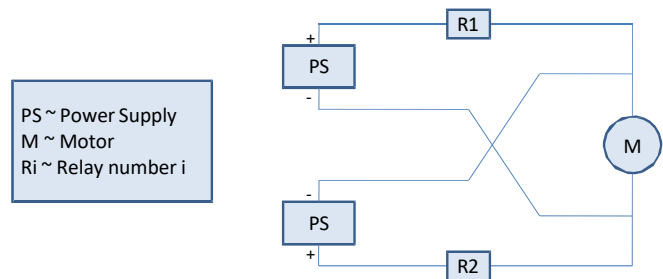 PS ~ Power Supply
M ~ Motor
Ri ~ Relay number i
R1
+
PS
-
M
-
PS
+
R2